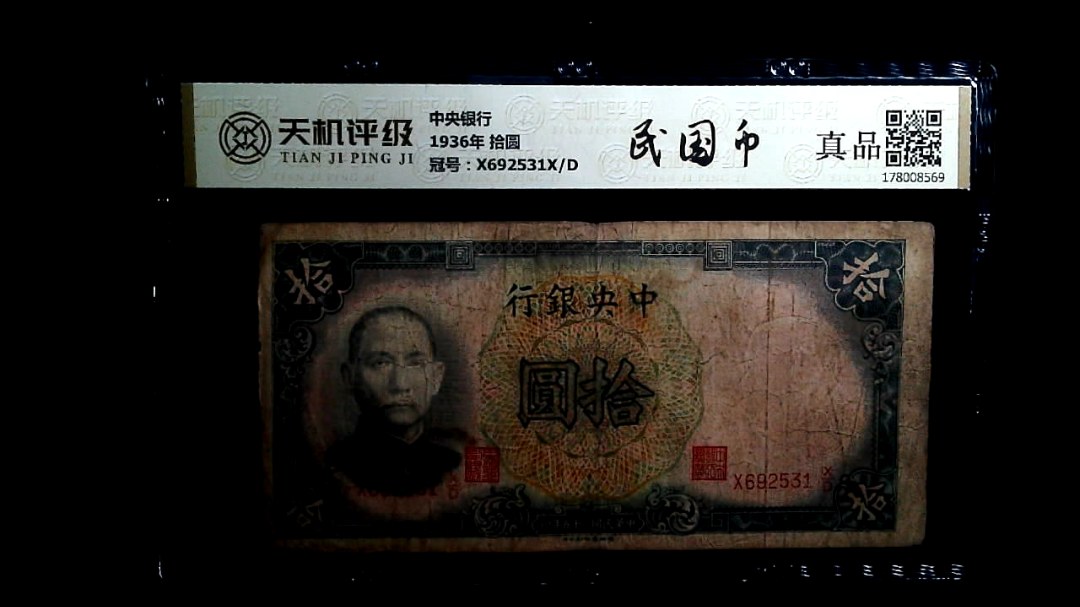 天机评级
TIAN JI PING JI
中央银行
1936年 拾圆
冠号：X692531X/D
民国币
真品
178008569
拾
拾
行銀央中
圓拾
X692531 X/D
拾